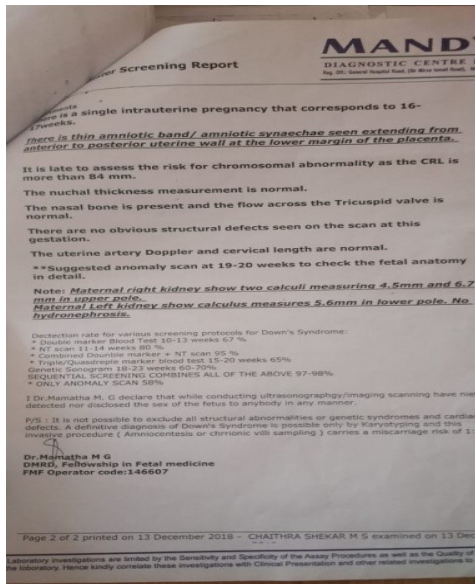 MANDY
Screening Report
DIAGNOSTIC CENTRE
Reg. Off.: General Hospital Road,
There is a single intrauterine pregnancy that corresponds to 16-
17weeks.
There is thin amniotic band/ amniotic synaechae seen extending from
anterior to posterior uterine wall at the lower margin of the placenta.
It is late to assess the risk for chromosomal abnormality as the CRL is
more than 84 mm.
The nuchal thickness measurement is normal.
The nasal bone is present and the flow across the Tricuspid valve is
normal.
There are no obvious structural defects seen on the scan at this
gestation.
The uterine artery Doppler and cervical length are normal.
**Suggested anomaly scan at 19-20 weeks to check the fetal anatomy
in detail.
Note: Maternal right kidney show two calculi measuring 4.5mm and 6.7
mm in upper pole.
Maternal Left kidney show calculus measures 5.6mm in lower pole. No
hydronephrosis.
Dectection rate for various screening protocols for Down's Syndrome:
* Double marker Blood Test 10-13 weeks 67 %
* NT scan 11-14 weeks 80 %
* Combined Dounble marker + NT scan 95 %
* Triple/Quasdreple marker blood test 15-20 weeks 65%
Genetic Sonogram 18-23 weeks 60-70%
SEQUENTIAL SCREENING COMBINES ALL OF THE ABOVE 97-98%
* ONLY ANOMALY SCAN 58%
I Dr.Mamatha M. G declare that while conducting ultrasonograhpgy/imaging scanning have
detected nor disclosed the sex of the fetus to anybody in any manner.
P/S : It is not possible to exclude all structural abnormalities or genetic syndromes and cardiac
defects. A definitive diagnosis of Down's Syndrome is possible only by Karyotyping and this
invasive procedure ( Amniocentesis or chrionic villi sampling ) carries a miscarriage risk of 1:
Dr.Mamatha M G
DMRD, Fellowship in Fetal medicine
FMF Operator code:146607
Page 2 of 2 printed on 13 December 2018 - CHAITHRA SHEKAR M S examined on 13 Dec
Laboratory investigations are limited by the Sensitivity and Specificity of the Assay Procedures as well as the Quality of
the laboratory. Hence kindly correlate these investigations with Clinical Presentation and other related investigations